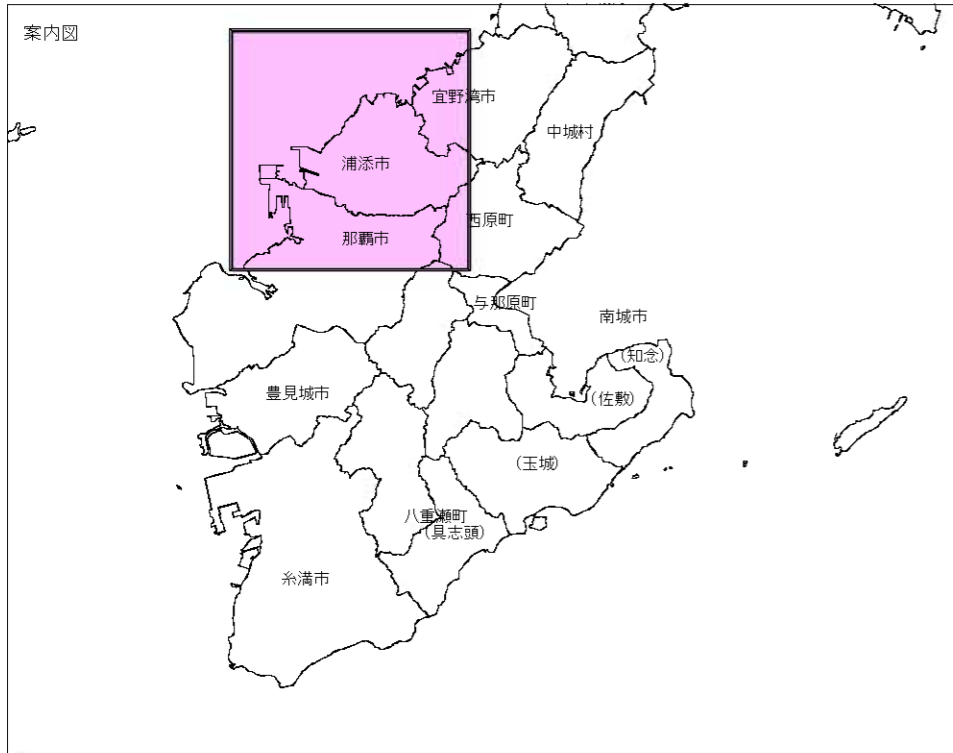 案内図
宜野湾市
中城村
浦添市
西原町
那覇市
与那原町
南城市
(知念)
豊見城市
(佐敷)
(玉城)
八重瀬町
(具志頭)
糸満市